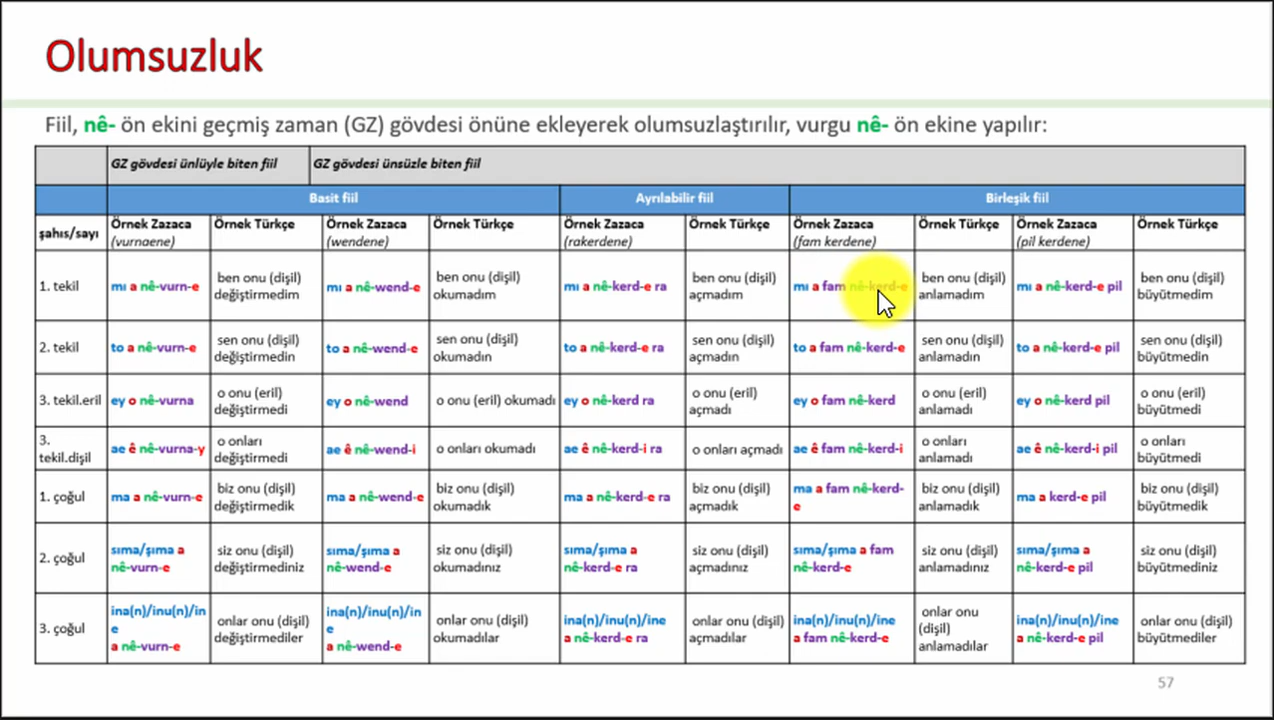 Olumsuzluk
Fiil, nê- ön ekini geçmiş zaman (GZ) gövdesi önüne ekleyerek olumsuzlaştırılır, vurgu nê- ön ekine yapılır:
GZ gövdesi ünlüyle biten fiil GZ gövdesi ünsüzle biten fiil
Basit fiil Ayrılabilir fiil Birleşik fiil
şahıs/sayı
Örnek Zazaca
(vurnaene)
Örnek Türkçe
Örnek Zazaca
(wendene)
Örnek Türkçe
Örnek Zazaca
(rakerdene)
Örnek Türkçe
Örnek Zazaca
(fam kerdene)
Örnek Türkçe
Örnek Zazaca
(pil kerdene)
Örnek Türkçe
1. tekil
mı a nê-vurn-e
ben onu (dişil)
değiştirmedim
mı a nê-wend-e
ben onu (dişil)
okumadım
mı a nê-kerd-e ra
ben onu (dişil)
açmadım
mı a fam nê-kerd-e
ben onu (dişil)
anlamadım
mı a nê-kerd-e pil
ben onu (dişil)
büyütmedim
2. tekil
to a nê-vurn-e
sen onu (dişil)
değiştirmedin
to a nê-wend-e
sen onu (dişil)
okumadın
to a nê-kerd-e ra
sen onu (dişil)
açmadın
to a fam nê-kerd-e
sen onu (dişil)
anlamadın
to a nê-kerd-e pil
sen onu (dişil)
büyütmedin
3. tekil.eril
ey o nê-vurna
o onu (eril)
değiştirmedi
ey o nê-wend
o onu (eril) okumadı
ey o nê-kerd ra
o onu (eril)
açmadı
ey o fam nê-kerd
o onu (eril)
anlamadı
ey o nê-kerd pil
o onu (eril)
büyütmedi
3.
tekil.dişil
ae ê nê-vurna-y
o onları
değiştirmedi
ae ê nê-wend-i
o onları okumadı
ae ê nê-kerd-i ra
o onları açmadı
ae ê fam nê-kerd-i
o onları
anlamadı
ae ê nê-kerd-i pil
o onları
büyütmedi
1. çoğul
ma a nê-vurn-e
biz onu (dişil)
değiştirmedik
ma a nê-wend-e
biz onu (dişil)
okumadık
ma a nê-kerd-e ra
biz onu (dişil)
açmadık
ma a fam nê-kerd-
e
biz onu (dişil)
anlamadık
ma a kerd-e pil
biz onu (dişil)
büyütmedik
2. çoğul
sıma/şıma a
nê-vurn-e
siz onu (dişil)
değiştirmediniz
sıma/şıma a
nê-wend-e
siz onu (dişil)
okumadınız
sıma/şıma a
nê-kerd-e ra
siz onu (dişil)
açmadınız
sıma/şıma a fam
nê-kerd-e
siz onu (dişil)
anlamadınız
sıma/şıma a
nê-kerd-e pil
siz onu (dişil)
büyütmediniz
3. çoğul
ina(n)/inu(n)/in
e
a nê-vurn-e
onlar onu (dişil)
değiştirmediler
ina(n)/inu(n)/in
e
a nê-wend-e
onlar onu (dişil)
okumadılar
ina(n)/inu(n)/ine
a nê-kerd-e ra
onlar onu (dişil)
açmadılar
ina(n)/inu(n)/ine
a fam nê-kerd-e
onlar onu
(dişil)
anlamadılar
ina(n)/inu(n)/ine
a nê-kerd-e pil
onlar onu (dişil)
büyütmediler
57